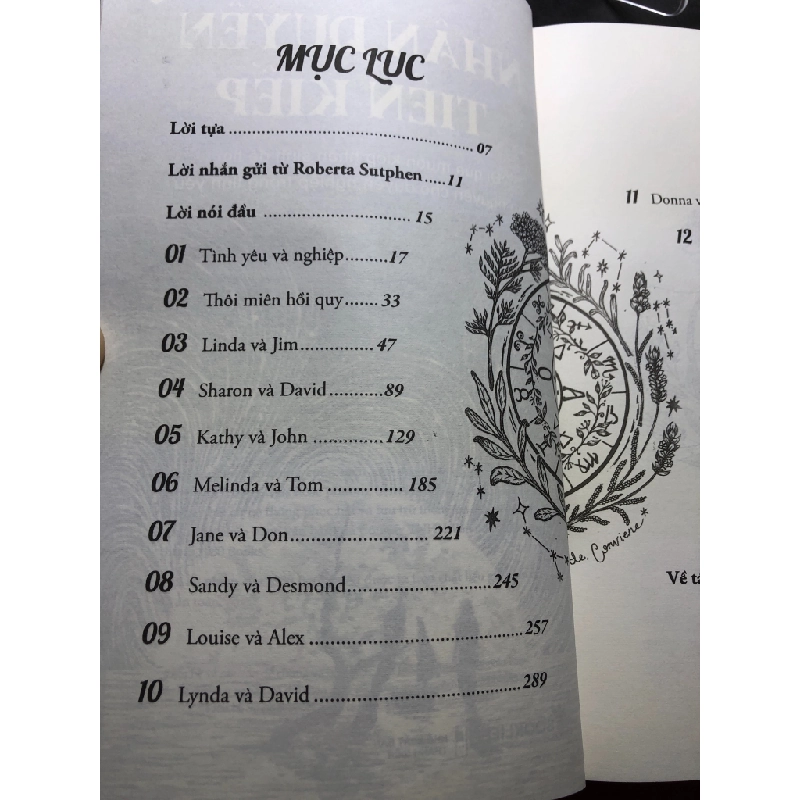 MỤC LỤC
Lời tựa ........ 07
Lời nhắn gửi từ Roberta Sutphen ..... 11
Lời nói đầu ........ 15
01 Tình yêu và nghiệp ........ 17
02 Thôi miên hồi quy ....... 33
03 Linda và Jim ........ 47
04 Sharon và David ........ 89
05 Kathy và John ........ 129
06 Melinda và Tom ........ 185
07 Jane và Don ........ 221
08 Sandy và Desmond ........ 245
09 Louise và Alex ........ 257
10 Lynda và David ........ 289
11 Donna v
12
Về tá